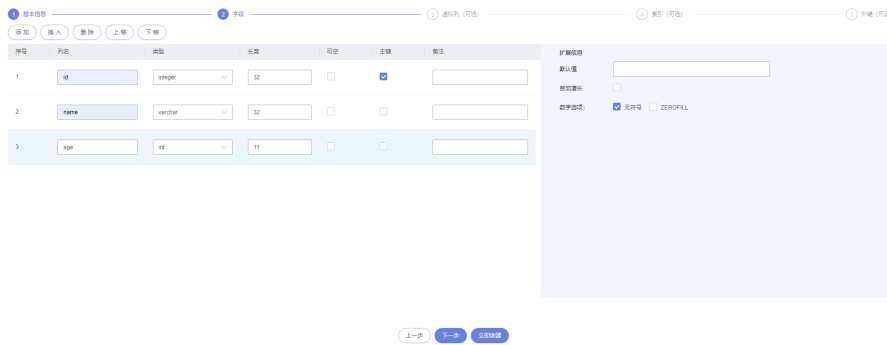 1 基本信息 2 字段 3 虚拟列（可选） 4 索引（可选） 5 外键（可选
添加 插入 删除 上移 下移
序号 列名 类型 长度 可空 主键 备注
1 id integer 32
2 name varchar 32
3 age int 11
扩展信息
默认值
自动增长
数字选项： 无符号 ZEROFILL
上一步 下一步 立即创建